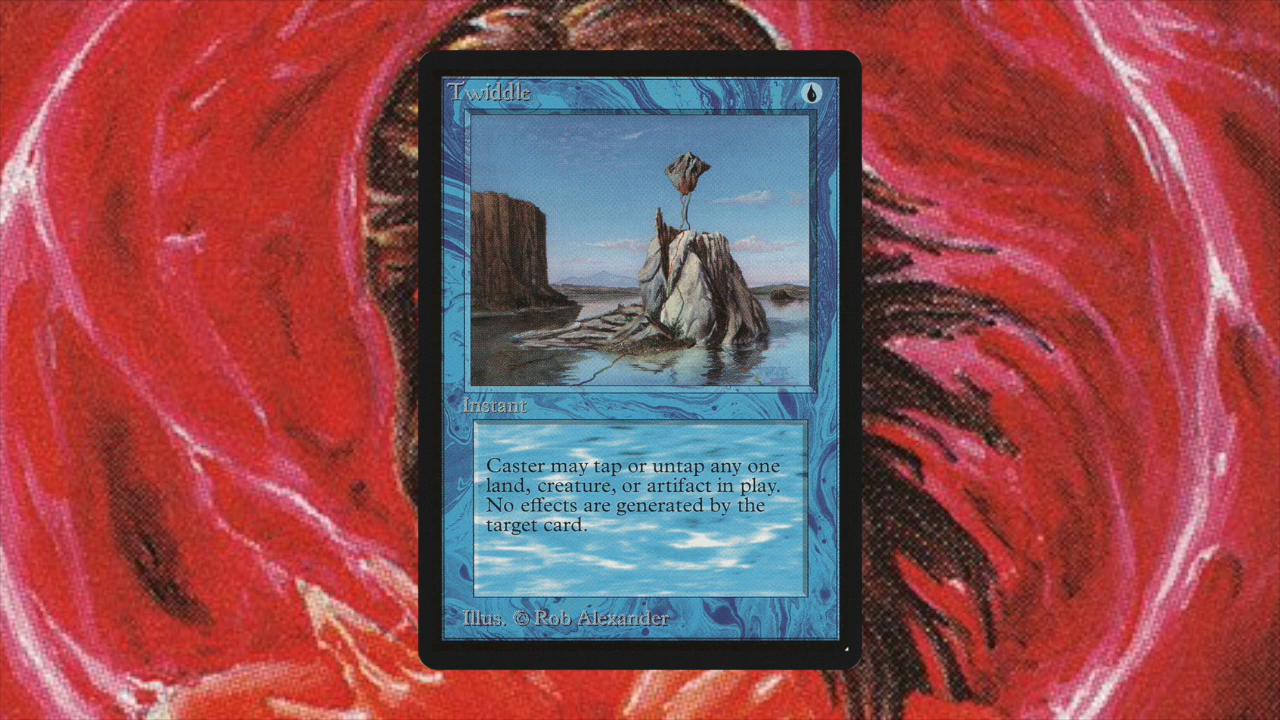 Twiddle
Instant
Caster may tap or untap any one
land, creature, or artifact in play.
No effects are generated by the
target card.
Illus. © Rob Alexander